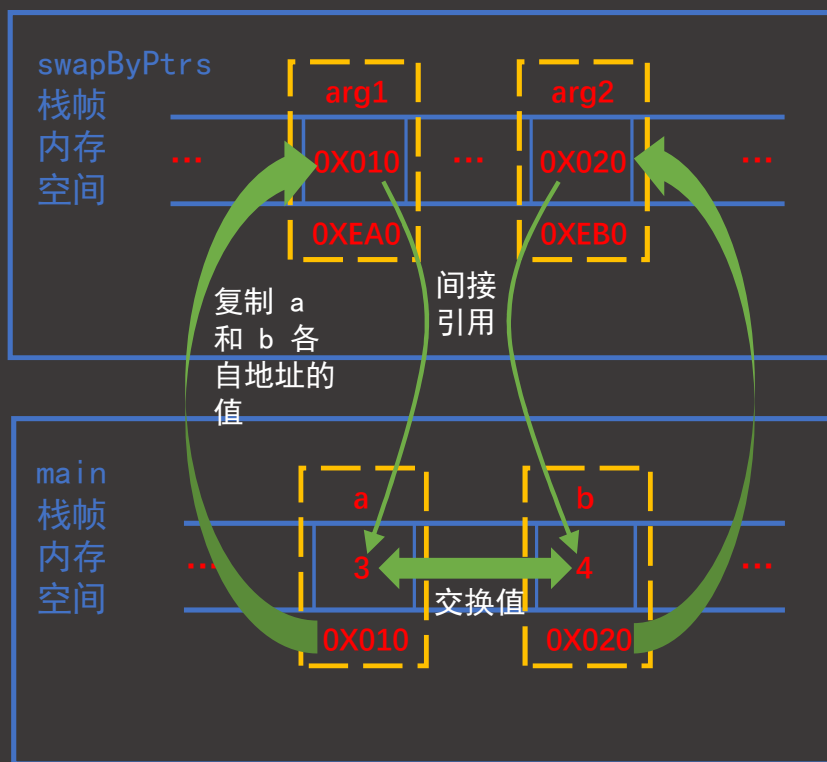 swapByPtrs
栈帧
内存
空间
arg1
arg2
...
0X010
...
0X020
...
0XEA0
0XEB0
复制 a
和 b 各
自地址的
值
间接
引用
main
栈帧
内存
空间
a
b
...
3
4
...
交换值
0X010
0X020